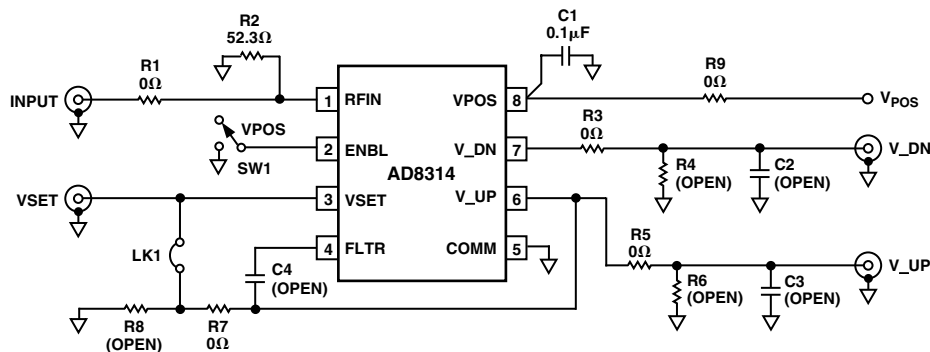 R2
52.3Ω
C1
0.1μF
R1
0Ω
R9
0Ω
INPUT
1
RFIN
VPOS
8
V_POS
VPOS
SW1
2
ENBL
AD8314
V_DN
7
R3
0Ω
R4
(OPEN)
C2
(OPEN)
V_DN
VSET
3
VSET
V_UP
6
LK1
4
FLTR
COMM
5
C4
(OPEN)
R5
0Ω
R6
(OPEN)
C3
(OPEN)
V_UP
R8
(OPEN)
R7
0Ω